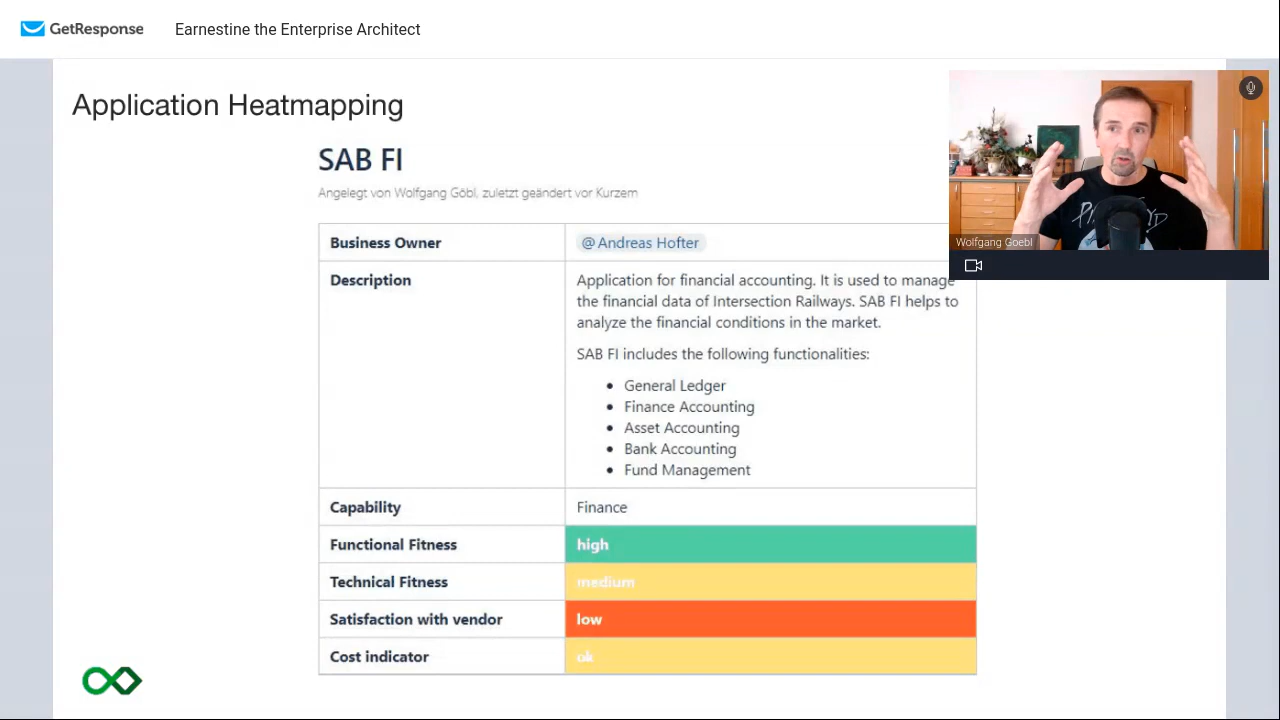 GetResponse
Earnestine the Enterprise Architect
Application Heatmapping
SAB FI
Angelegt von Wolfgang Göbl, zuletzt geändert vor Kurzem
Business Owner
@Andreas Hofter
Description
Application for financial accounting. It is used to manage
the financial data of Intersection Railways. SAB FI helps to
analyze the financial conditions in the market.
SAB FI includes the following functionalities:
• General Ledger
• Finance Accounting
• Asset Accounting
• Bank Accounting
• Fund Management
Capability
Finance
Functional Fitness
high
Technical Fitness
medium
Satisfaction with vendor
low
Cost indicator
ok
Wolfgang Goebl